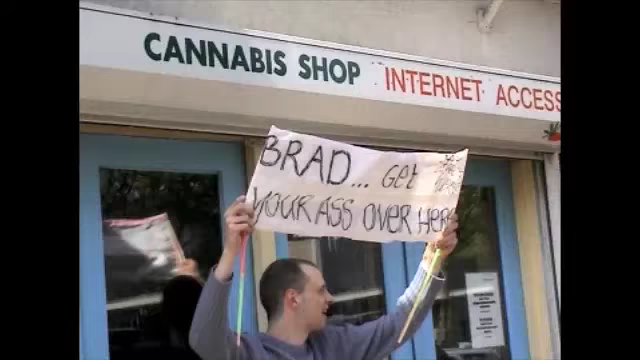 CANNABIS SHOP INTERNET ACCESS
BRAD... GET
YOUR ASS OVER HERE